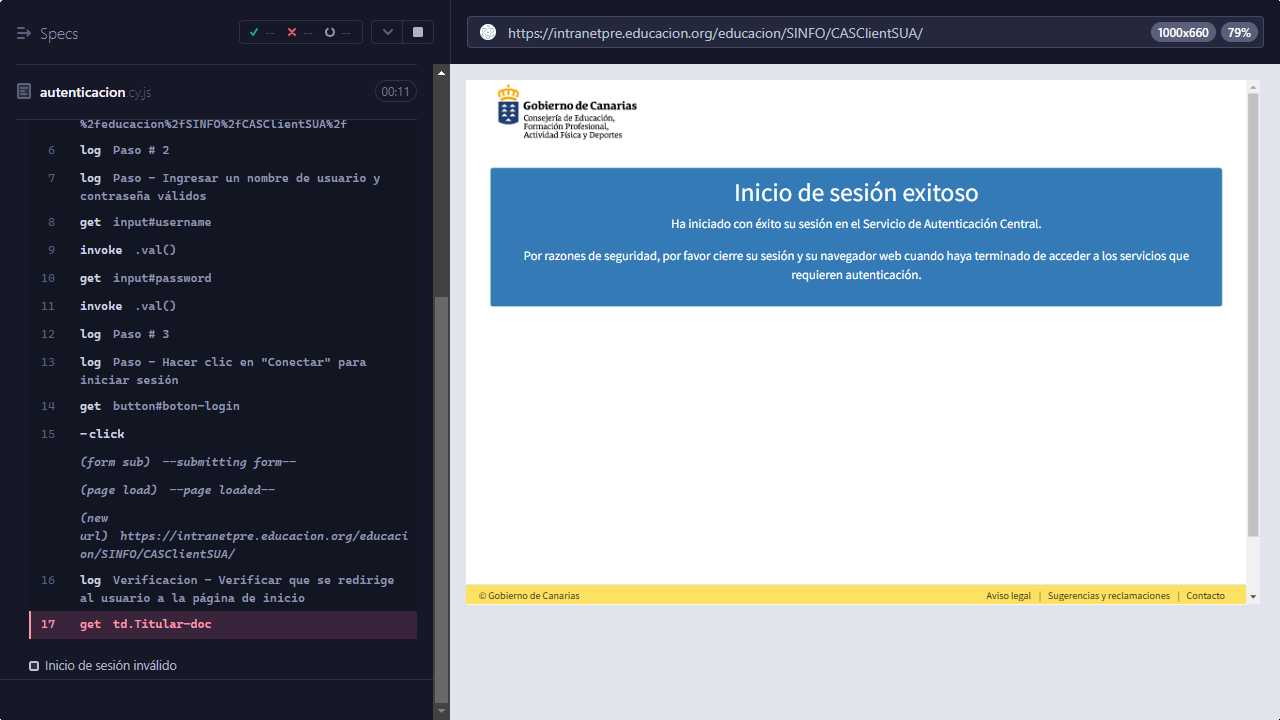 Specs
-- -- --
autenticacion.cy.js 00:11
%2feducacion%2fSINFO%2fCASClientSUA%2f
6 log Paso # 2
7 log Paso - Ingresar un nombre de usuario y
contraseña válidos
8 get input#username
9 invoke .val()
10 get input#password
11 invoke .val()
12 log Paso # 3
13 log Paso - Hacer clic en "Conectar" para
iniciar sesión
14 get button#boton-login
15 -click
(form sub) --submitting form--
(page load) --page loaded--
(new
url) https://intranetpre.educacion.org/educaci
on/SINFO/CASClientSUA/
16 log Verificacion - Verificar que se redirige
al usuario a la página de inicio
17 get td.Titular-doc
Inicio de sesión inválido
https://intranetpre.educacion.org/educacion/SINFO/CASClientSUA/ 1000x660 79%
Gobierno de Canarias
Consejería de Educación,
Formación Profesional,
Actividad Física y Deportes
Inicio de sesión exitoso
Ha iniciado con éxito su sesión en el Servicio de Autenticación Central.
Por razones de seguridad, por favor cierre su sesión y su navegador web cuando haya terminado de acceder a los servicios que
requieren autenticación.
© Gobierno de Canarias Aviso legal | Sugerencias y reclamaciones | Contacto